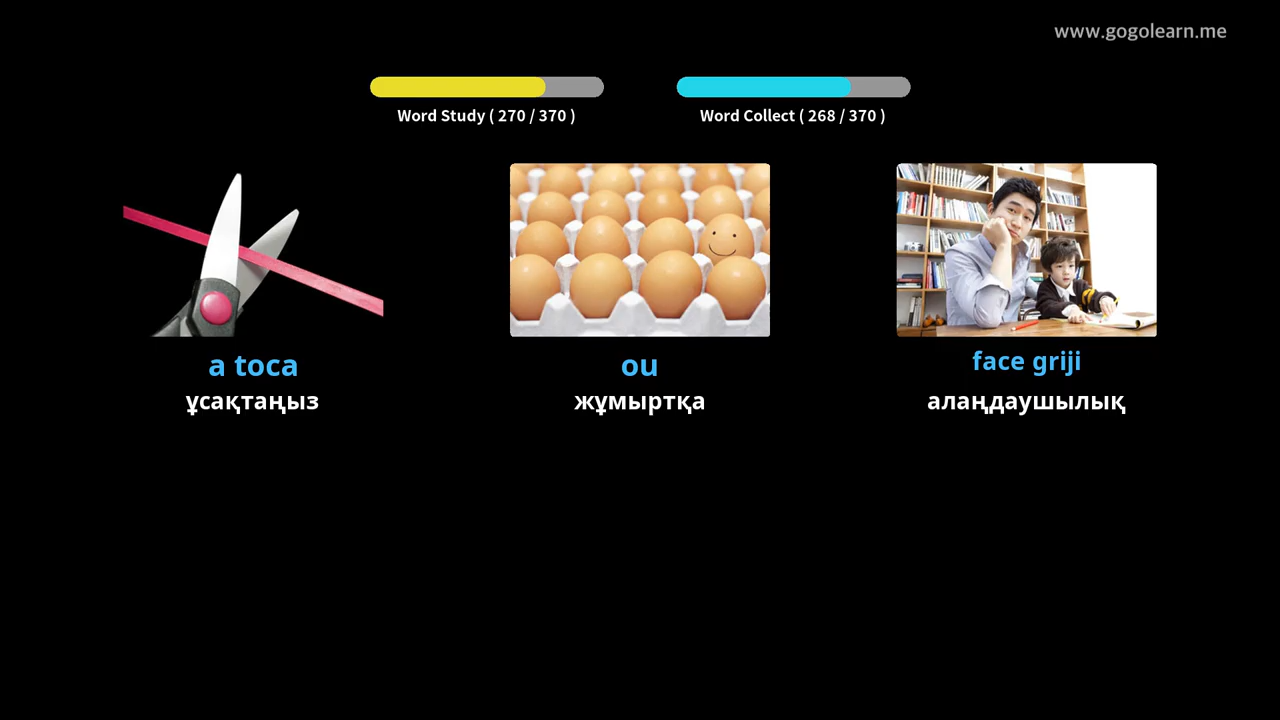 www.gogolearn.me
Word Study ( 270 / 370 )
Word Collect ( 268 / 370 )
a toca
ou
face griji
ұсақтаңыз
жұмыртқа
алаңдаушылық